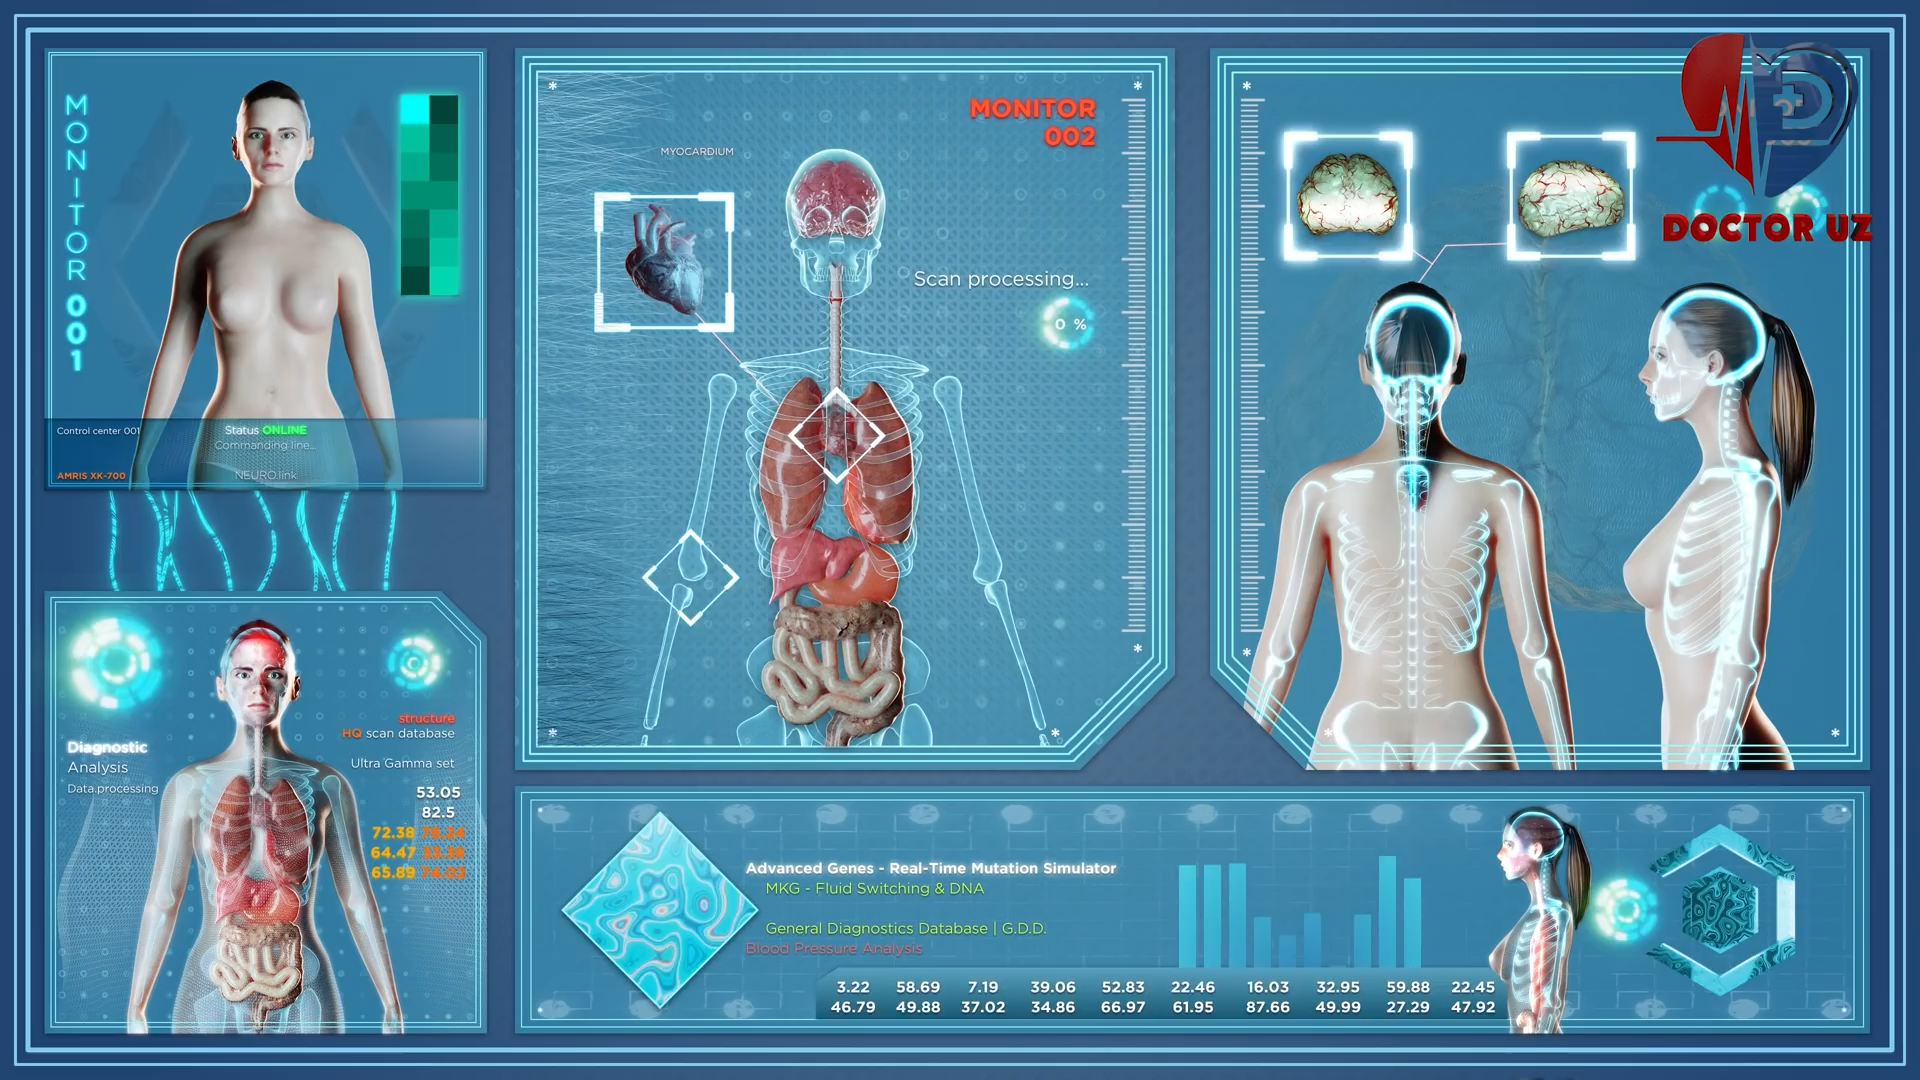 MONITOR 001
Control center 001
Status ONLINE
Commanding line...
AMRIS XK-700
NEURO.link
Diagnostic
Analysis
Data.processing
structure
HQ scan database
Ultra Gamma set
53.05
82.5
72.38
64.47
65.89
MONITOR
002
MYOCARDIUM
Scan processing...
0 %
DOCTOR UZ
Advanced Genes - Real-Time Mutation Simulator
MKG - Fluid Switching & DNA
General Diagnostics Database | G.D.D.
Blood Pressure Analysis
3.22 58.69 7.19 39.06 52.83 22.46 16.03 32.95 59.88 22.45
46.79 49.88 37.02 34.86 66.97 61.95 87.66 49.99 27.29 47.92